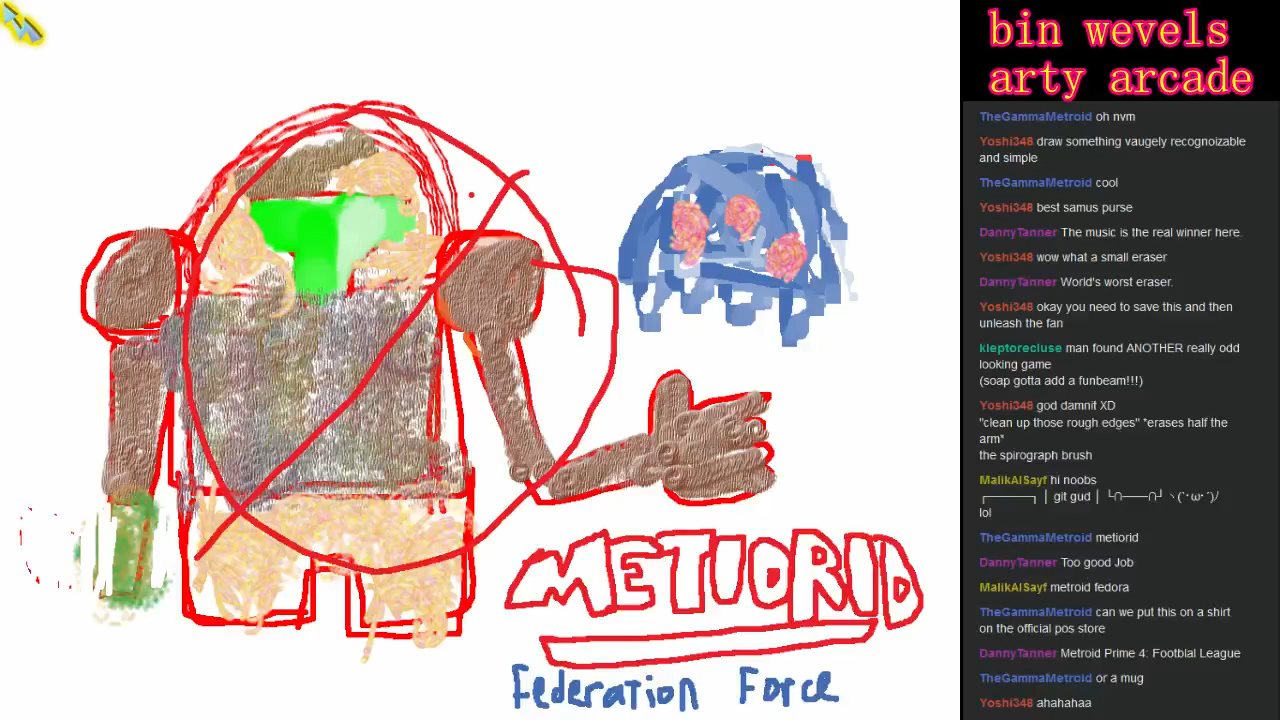 bin wevels
arty arcade
TheGammaMetroid oh nvm
Yoshi348 draw something vaugely recognoizable
and simple
TheGammaMetroid cool
Yoshi348 best samus purse
DannyTanner The music is the real winner here.
Yoshi348 wow what a small eraser
DannyTanner World's worst eraser.
Yoshi348 okay you need to save this and then
unleash the fan
kleptorecluse man found ANOTHER really odd
looking game
(soap gotta add a funbeam!!!)
Yoshi348 god damnit XD
"clean up those rough edges" *erases half the
arm*
the spirograph brush
MalikAlSayf hi noobs
┌─────┐ │ git gud │ └∩──∩┘ヽ(`･ω･´)ﾉ
lol
TheGammaMetroid metiorid
DannyTanner Too good Job
MalikAlSayf metroid fedora
TheGammaMetroid can we put this on a shirt
on the official pos store
DannyTanner Metroid Prime 4: Footbial League
TheGammaMetroid or a mug
Yoshi348 ahahahaa
METIORID
Federation Force